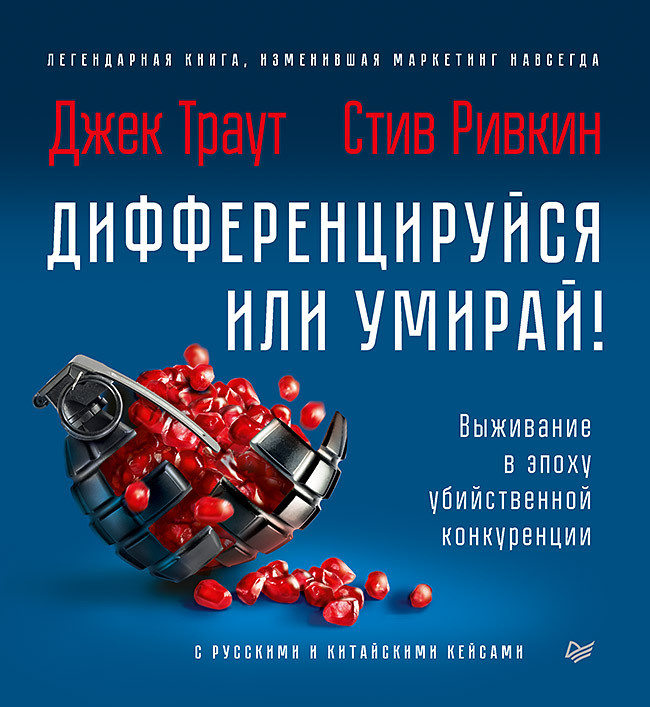 ЛЕГЕНДАРНАЯ КНИГА, ИЗМЕНИВШАЯ МАРКЕТИНГ НАВСЕГДА
Джек Траут Стив Ривкин
ДИФФЕРЕНЦИРУЙСЯ
ИЛИ УМИРАЙ!
Выживание
в эпоху
убийственной
конкуренции
С РУССКИМИ И КИТАЙСКИМИ КЕЙСАМИ